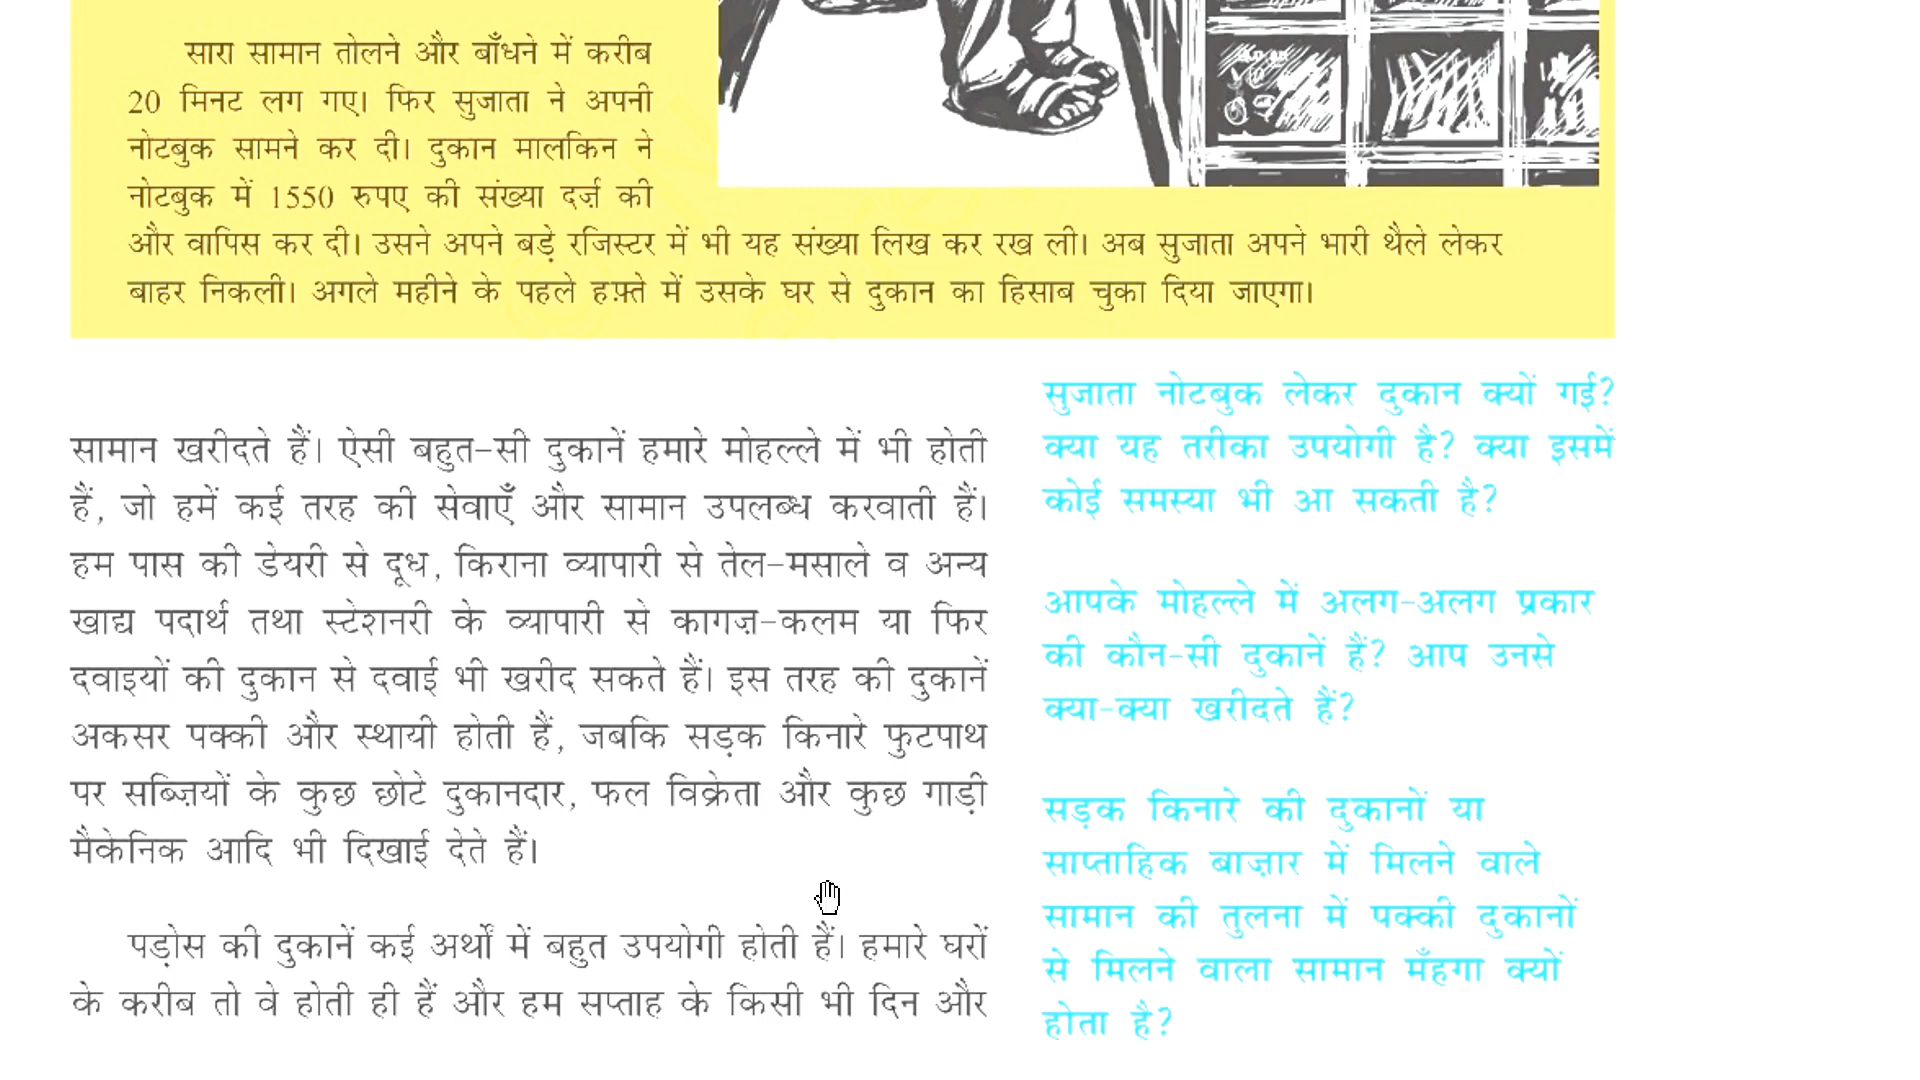 सारा सामान तोलने और बाँधने में करीब
20 मिनट लग गए। फिर सुजाता ने अपनी
नोटबुक सामने कर दी। दुकान मालकिन ने
नोटबुक में 1550 रुपए की संख्या दर्ज़ की
और वापिस कर दी। उसने अपने बड़े रजिस्टर में भी यह संख्या लिख कर रख ली। अब सुजाता अपने भारी थैले लेकर
बाहर निकली। अगले महीने के पहले हफ़्ते में उसके घर से दुकान का हिसाब चुका दिया जाएगा।
सामान खरीदते हैं। ऐसी बहुत-सी दुकानें हमारे मोहल्ले में भी होती
हैं, जो हमें कई तरह की सेवाएँ और सामान उपलब्ध करवाती हैं।
हम पास की डेयरी से दूध, किराना व्यापारी से तेल-मसाले व अन्य
खाद्य पदार्थ तथा स्टेशनरी के व्यापारी से कागज़-कलम या फिर
दवाइयों की दुकान से दवाई भी खरीद सकते हैं। इस तरह की दुकानें
अकसर पक्की और स्थायी होती हैं, जबकि सड़क किनारे फुटपाथ
पर सब्ज़ियों के कुछ छोटे दुकानदार, फल विक्रेता और कुछ गाड़ी
मैकेनिक आदि भी दिखाई देते हैं।
पड़ोस की दुकानें कई अर्थों में बहुत उपयोगी होती हैं। हमारे घरों
के करीब तो वे होती ही हैं और हम सप्ताह के किसी भी दिन और
सुजाता नोटबुक लेकर दुकान क्यों गई?
क्या यह तरीका उपयोगी है? क्या इसमें
कोई समस्या भी आ सकती है?
आपके मोहल्ले में अलग-अलग प्रकार
की कौन-सी दुकानें हैं? आप उनसे
क्या-क्या खरीदते हैं?
सड़क किनारे की दुकानों या
साप्ताहिक बाज़ार में मिलने वाले
सामान की तुलना में पक्की दुकानों
से मिलने वाला सामान मँहगा क्यों
होता है?